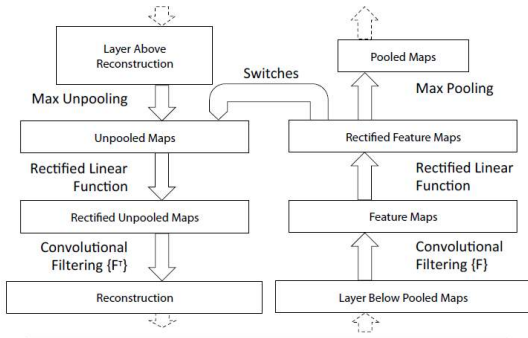 Layer Above
Reconstruction
Max Unpooling
Unpooled Maps
Rectified Linear
Function
Rectified Unpooled Maps
Convolutional
Filtering {Fᵀ}
Reconstruction
Switches
Pooled Maps
Max Pooling
Rectified Feature Maps
Rectified Linear
Function
Feature Maps
Convolutional
Filtering {F}
Layer Below Pooled Maps